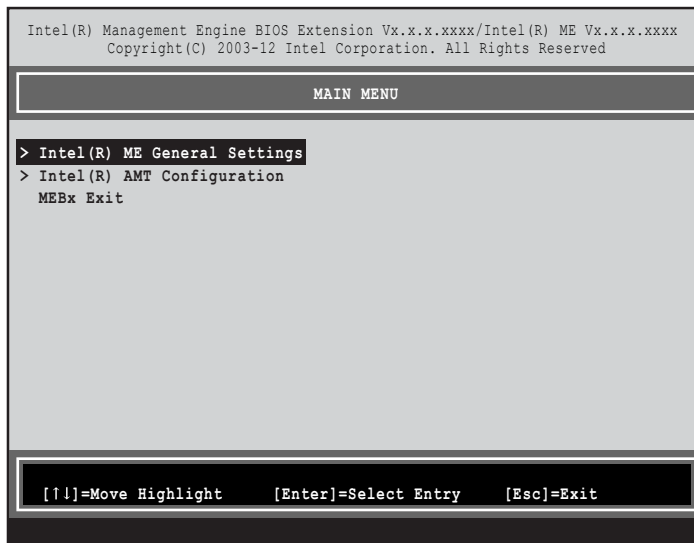 Intel(R) Management Engine BIOS Extension Vx.x.x.xxxx/Intel(R) ME Vx.x.x.xxxx
Copyright(C) 2003-12 Intel Corporation. All Rights Reserved
MAIN MENU
> Intel(R) ME General Settings
> Intel(R) AMT Configuration
MEBx Exit
[↑↓]=Move Highlight [Enter]=Select Entry [Esc]=Exit